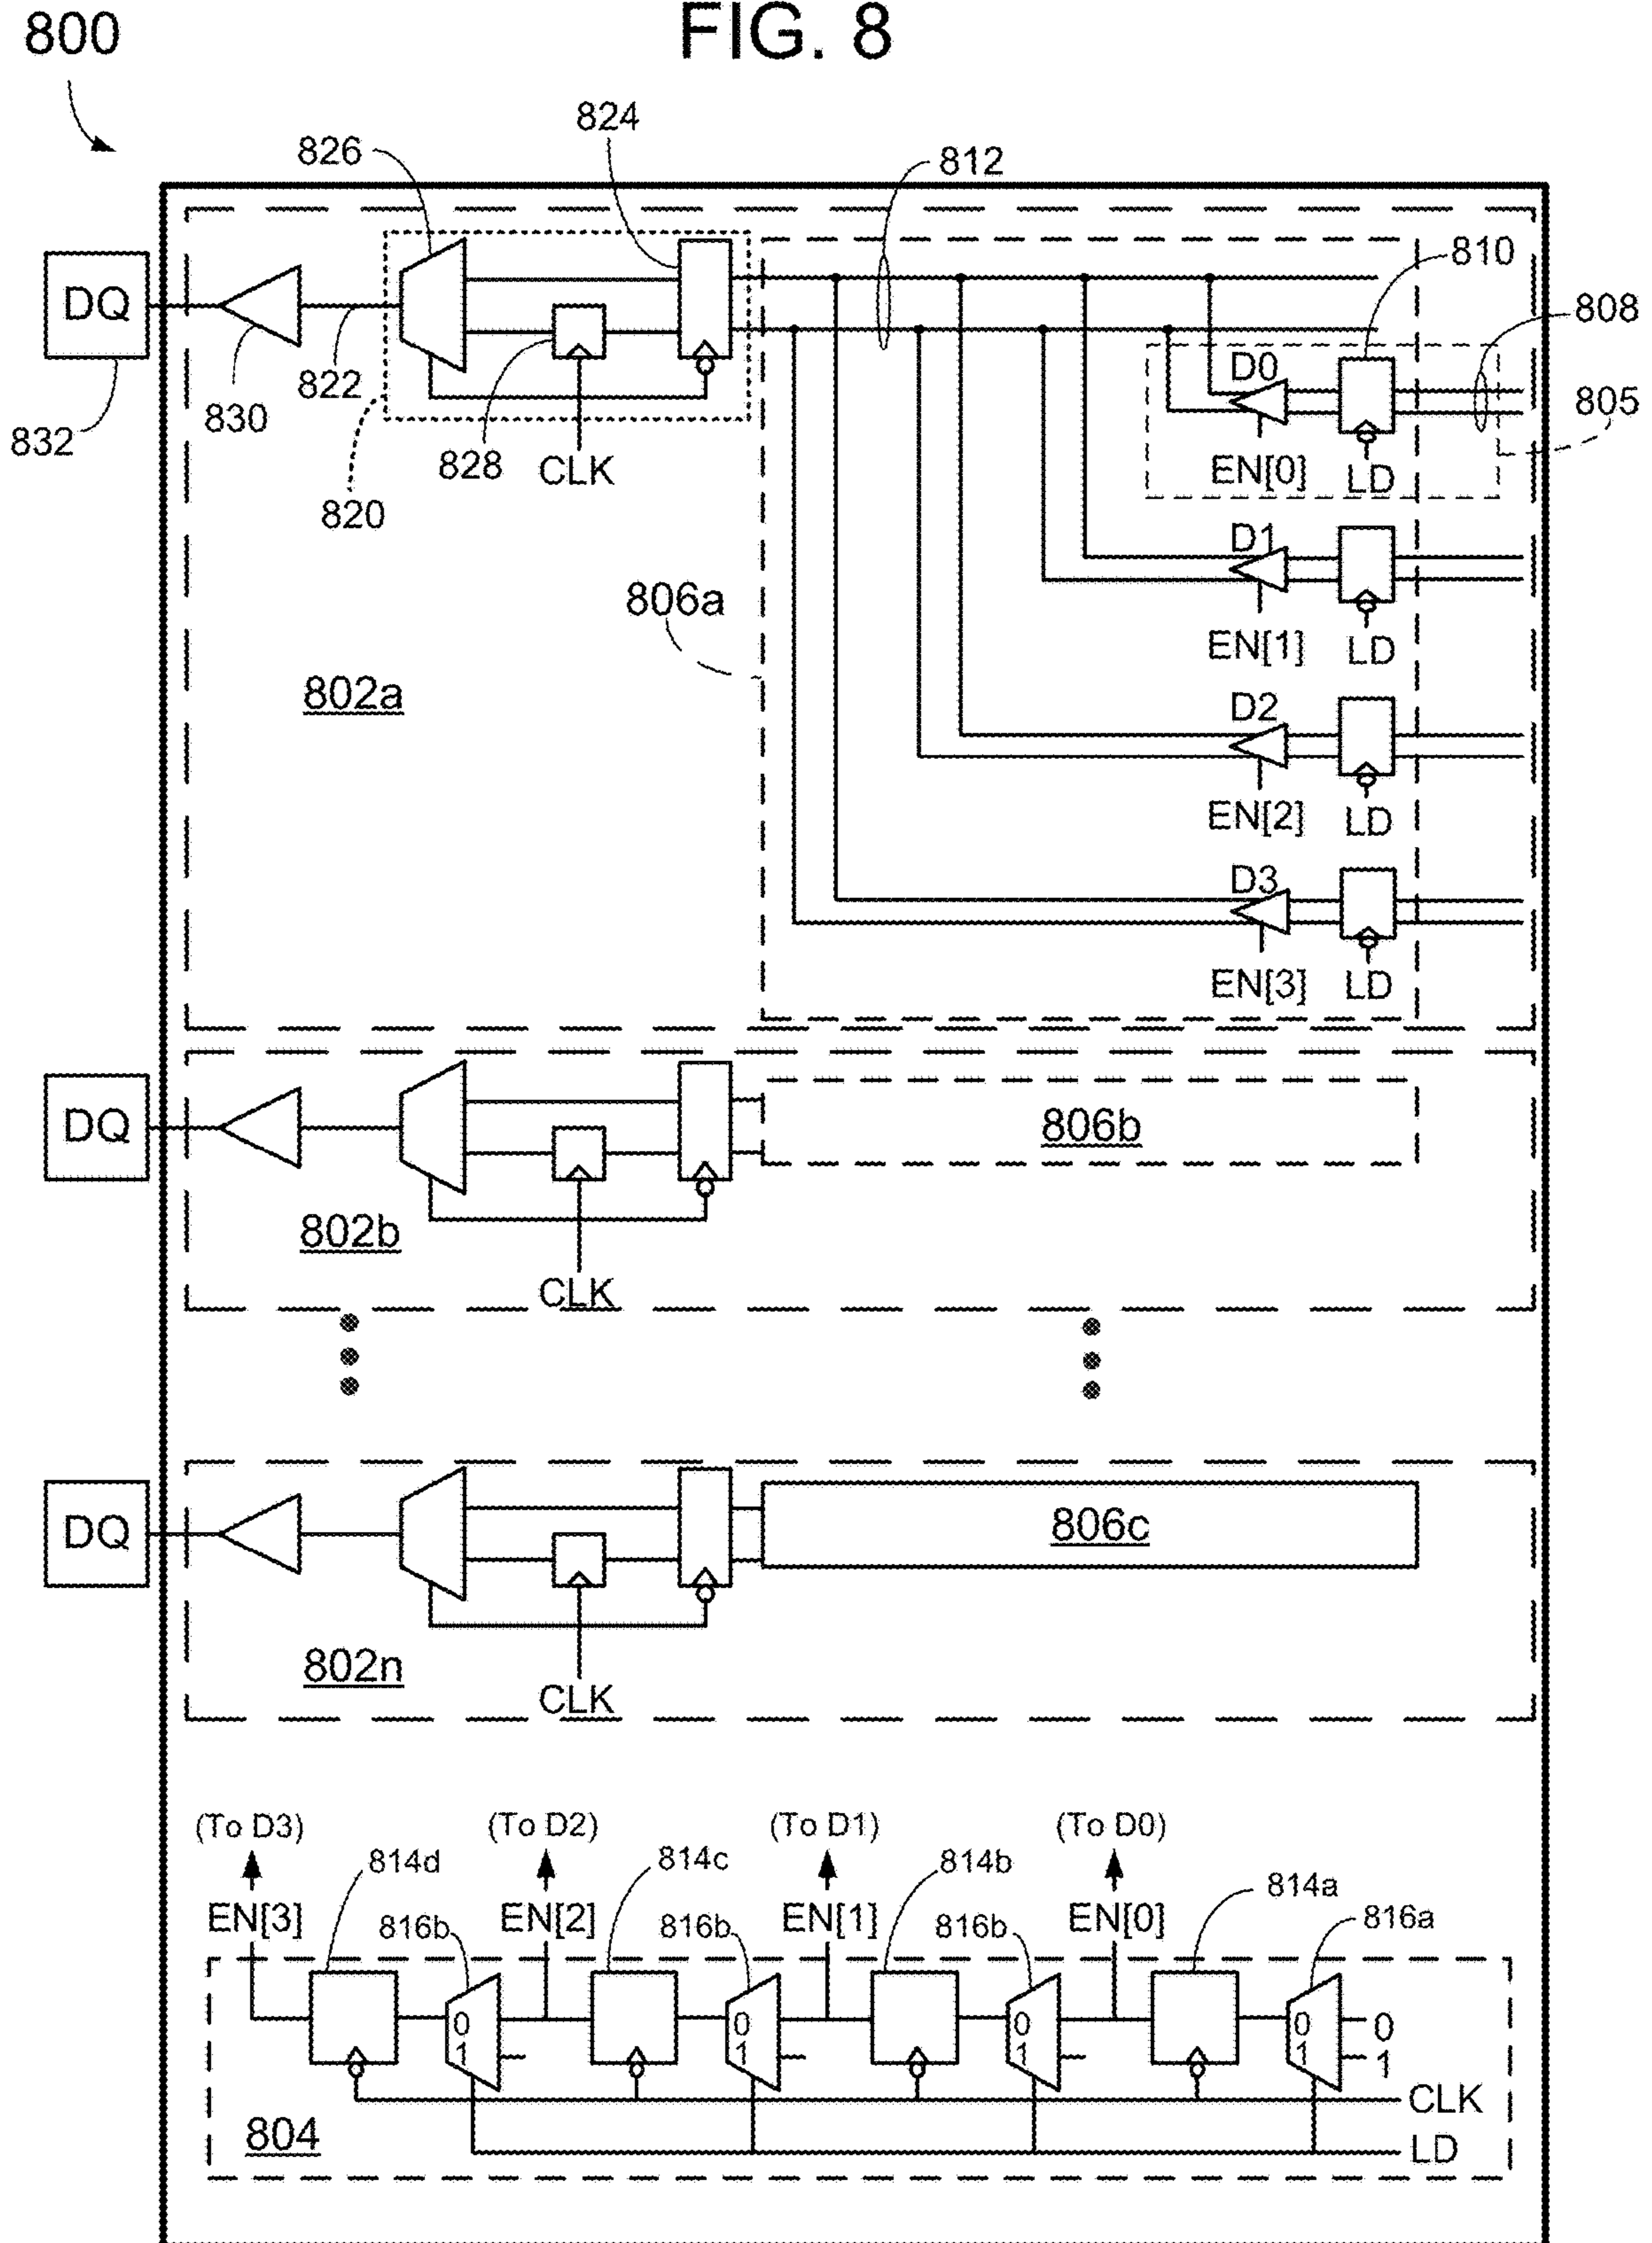 FIG. 8
800
824
826
812
810
DQ
808
D0
805
822
830
832
828
CLK
EN[0]
LD
820
D1
806a
EN[1]
LD
802a
D2
EN[2]
LD
D3
EN[3]
LD
DQ
806b
802b
CLK
DQ
806c
802n
CLK
(To D3)
(To D2)
(To D1)
(To D0)
814d
814c
814b
814a
EN[3]
816b
EN[2]
816b
EN[1]
816b
EN[0]
816a
0
0
0
0
0
1
1
1
1
1
CLK
804
LD